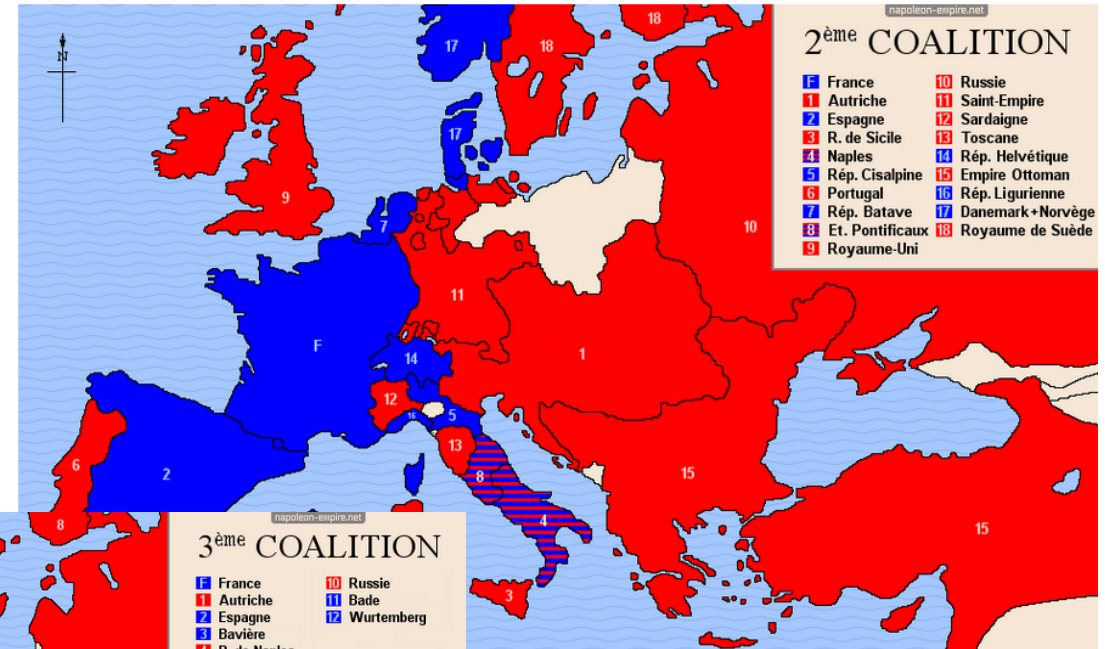 napoleon-empire.net
2ème COALITION
F France
1 Autriche
2 Espagne
3 R. de Sicile
4 Naples
5 Rép. Cisalpine
6 Portugal
7 Rép. Batave
8 Et. Pontificaux
9 Royaume-Uni
10 Russie
11 Saint-Empire
12 Sardaigne
13 Toscane
14 Rép. Helvétique
15 Empire Ottoman
16 Rép. Ligurienne
17 Danemark+Norvège
18 Royaume de Suède
N
17
18
18
17
9
7
10
11
F
14
1
12
16
5
13
6
2
8
4
15
15
3
8
napoleon-empire.net
3ème COALITION
F France
1 Autriche
2 Espagne
3 Bavière
10 Russie
11 Bade
12 Wurtemberg